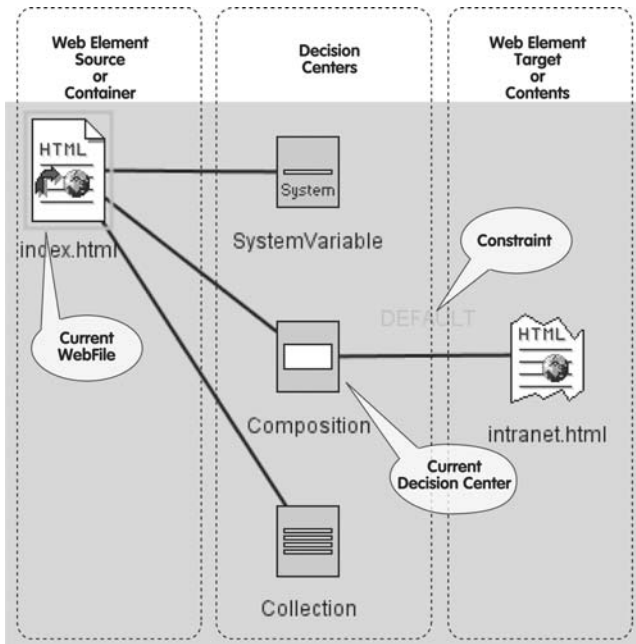 Web Element
Source
or
Container
Decision
Centers
Web Element
Target
or
Contents
HTML
index.html
System
SystemVariable
Constraint
Current
WebFile
DEFAULT
HTML
Composition
intranet.html
Current
Decision Center
Collection